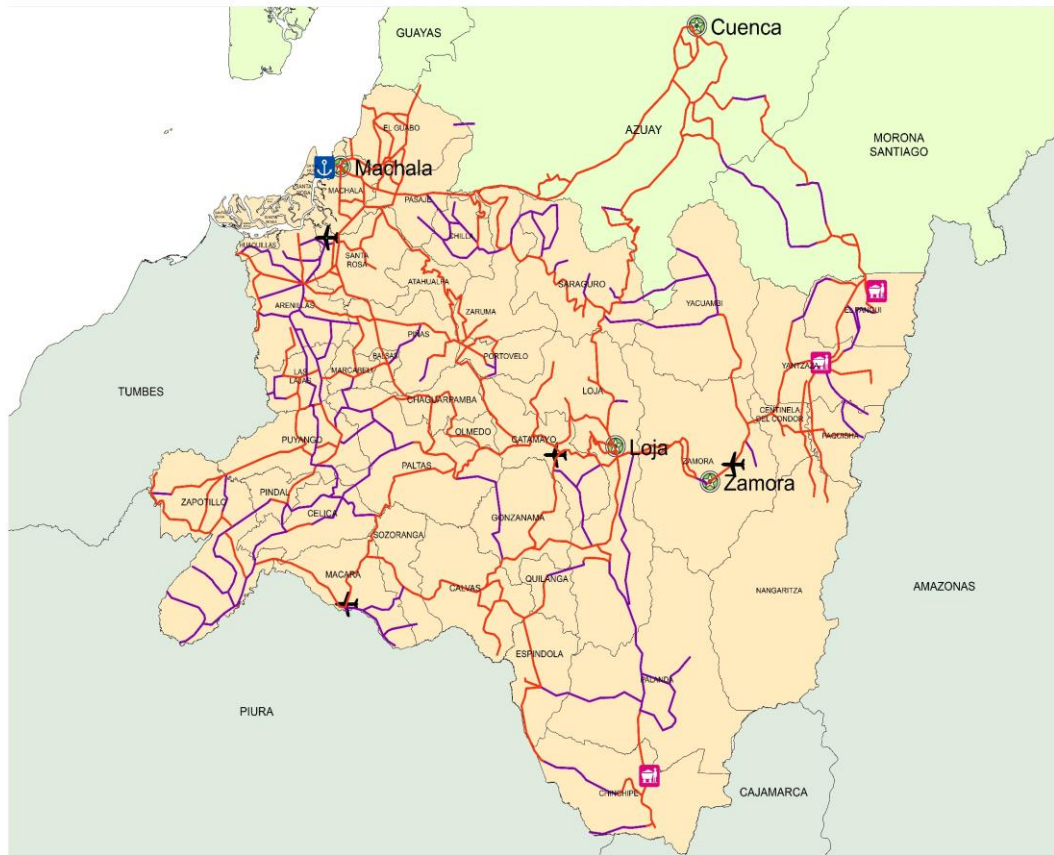 Cuenca
GUAYAS
EL GUABO
AZUAY
MORONA
SANTIAGO
Machala
MACHALA
PASAJE
CHILLA
HUAQUILLAS
SANTA
ROSA
ATAHUALPA
SARAGURO
YACUAMBI
EL PANGUI
ARENILLAS
ZARUMA
PIÑAS
BALSAS
PORTOVELO
YANTZAZA
TUMBES
LAS
LAJAS
MARCABELI
LOJA
CHAGUARPAMBA
CENTINELA
DEL CONDOR
PAQUISHA
PUYANGO
OLMEDO
CATAMAYO
Loja
ZAMORA
PALTAS
Zamora
ZAPOTILLO
PINDAL
CELICA
GONZANAMA
SOZORANGA
MACARA
CALVAS
QUILANGA
NANGARITZA
AMAZONAS
ESPINDOLA
PALANDA
PIURA
CHINCHIPE
CAJAMARCA